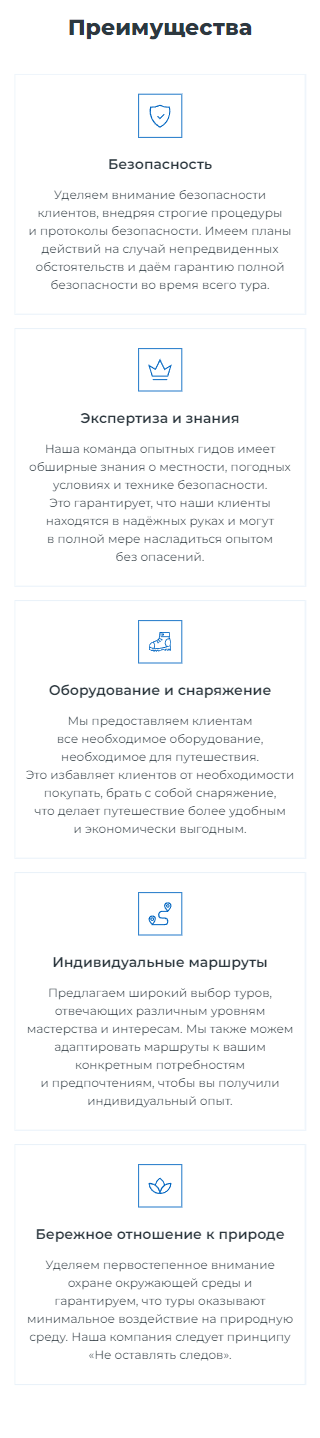 Преимущества
Безопасность
Уделяем внимание безопасности
клиентов, внедряя строгие процедуры
и протоколы безопасности. Имеем планы
действий на случай непредвиденных
обстоятельств и даём гарантию полной
безопасности во время всего тура.
Экспертиза и знания
Наша команда опытных гидов имеет
обширные знания о местности, погодных
условиях и технике безопасности.
Это гарантирует, что наши клиенты
находятся в надёжных руках и могут
в полной мере насладиться опытом
без опасений.
Оборудование и снаряжение
Мы предоставляем клиентам
все необходимое оборудование,
необходимое для путешествия.
Это избавляет клиентов от необходимости
покупать, брать с собой снаряжение,
что делает путешествие более удобным
и экономически выгодным.
Индивидуальные маршруты
Предлагаем широкий выбор туров,
отвечающих различным уровням
мастерства и интересам. Мы также можем
адаптировать маршруты к вашим
конкретным потребностям
и предпочтениям, чтобы вы получили
индивидуальный опыт.
Бережное отношение к природе
Уделяем первостепенное внимание
охране окружающей среды и
гарантируем, что туры оказывают
минимальное воздействие на природную
среду. Наша компания следует принципу
«Не оставлять следов».